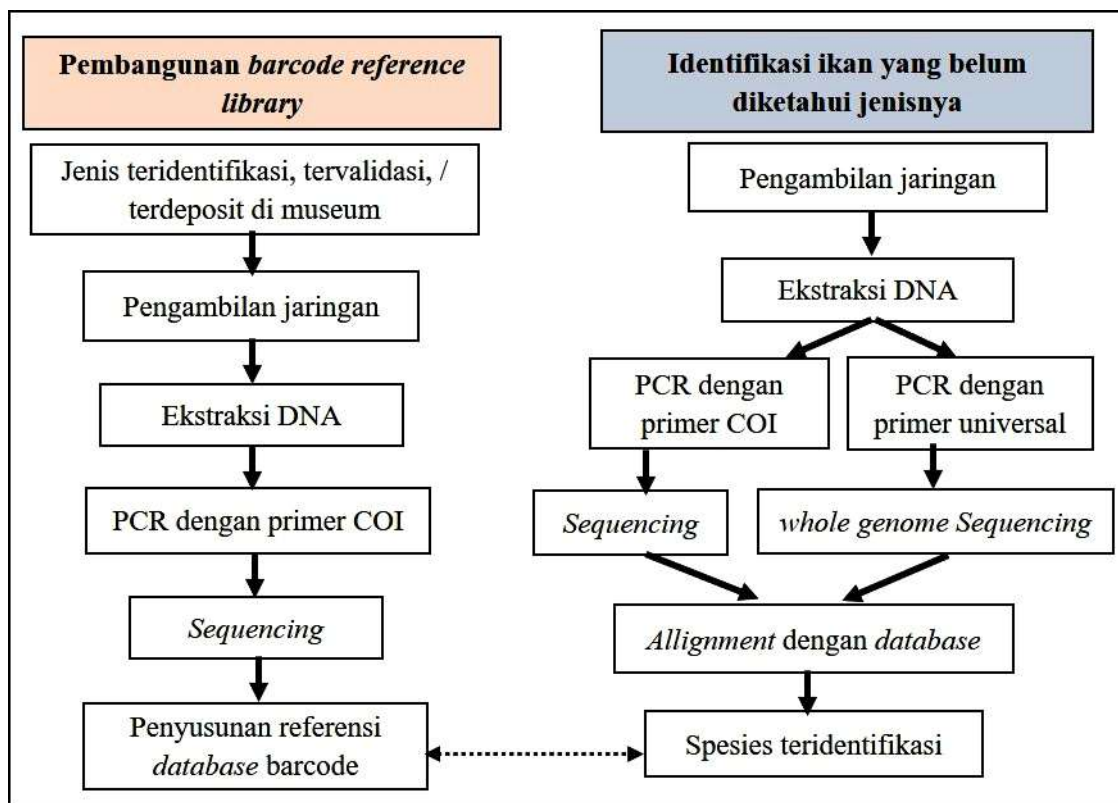 Pembangunan barcode reference
library
Jenis teridentifikasi, tervalidasi, /
terdeposit di museum
Pengambilan jaringan
Ekstraksi DNA
PCR dengan primer COI
Sequencing
Penyusunan referensi
database barcode
Identifikasi ikan yang belum
diketahui jenisnya
Pengambilan jaringan
Ekstraksi DNA
PCR dengan
primer COI
PCR dengan
primer universal
Sequencing
whole genome Sequencing
Allignment dengan database
Spesies teridentifikasi